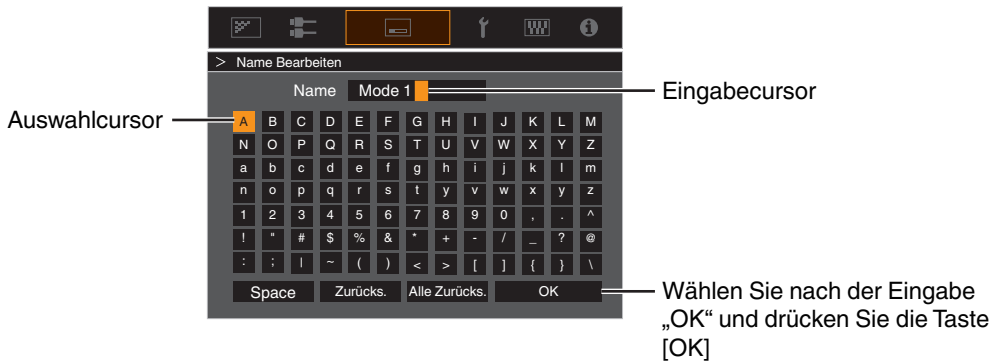 > Name Bearbeiten
Name Mode 1
Eingabecursor
Auswahlcursor
A B C D E F G H I J K L M
N O P Q R S T U V W X Y Z
a b c d e f g h i j k l m
n o p q r s t y v w x y z
1 2 3 4 5 6 7 8 9 0 , . ^
! " # $ % & * + - / _ ? @
: ; | ~ ( ) < > [ ] { } \
Space Zurücks. Alle Zurücks. OK
Wählen Sie nach der Eingabe
„OK“ und drücken Sie die Taste
[OK]